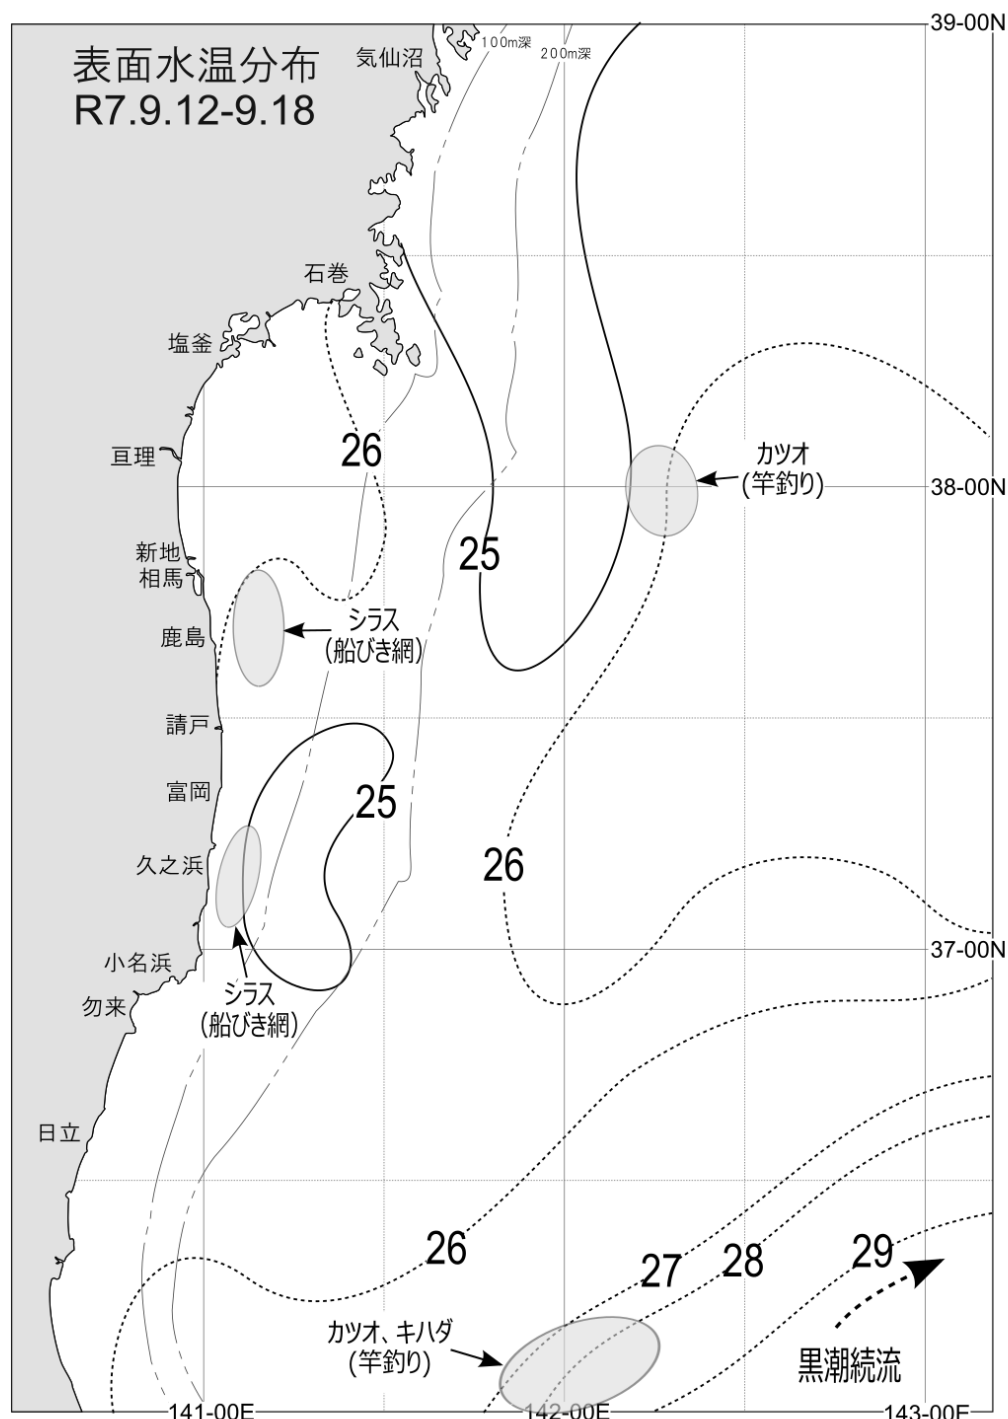 39-00N
表面水温分布
R7.9.12-9.18
気仙沼
100m深
200m深
石巻
塩釜
亘理
26
カツオ
(竿釣り)
38-00N
新地
相馬
25
鹿島
シラス
(船びき網)
請戸
富岡
25
久之浜
26
小名浜
37-00N
勿来
シラス
(船びき網)
日立
26
27
28
29
カツオ、キハダ
(竿釣り)
黒潮続流
141-00E
142-00E
143-00E